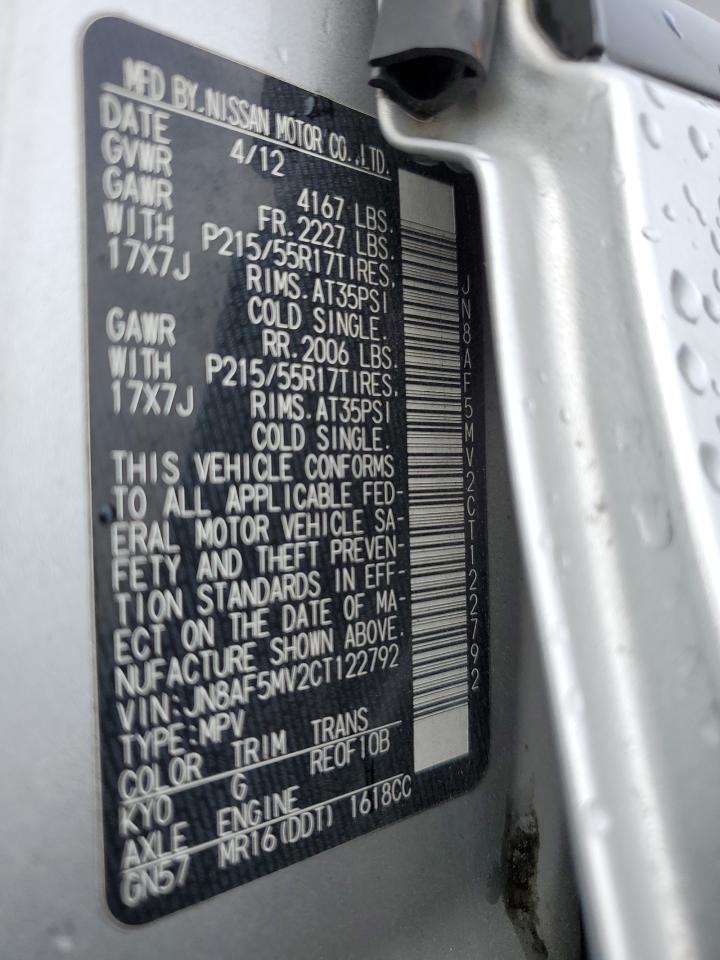 MFD BY.NISSAN MOTOR CO.,LTD.
DATE 4/12
GVWR 4167 LBS.
GAWR FR.2227 LBS.
WITH P215/55R17TIRES.
17X7J RIMS.AT35PSI
COLD SINGLE.
GAWR RR.2006 LBS.
WITH P215/55R17TIRES.
17X7J RIMS.AT35PSI
COLD SINGLE.
THIS VEHICLE CONFORMS
TO ALL APPLICABLE FED-
ERAL MOTOR VEHICLE SA-
FETY AND THEFT PREVEN-
TION STANDARDS IN EFF-
ECT ON THE DATE OF MA-
NUFACTURE SHOWN ABOVE.
VIN:JN8AF5MV2CT122792
TYPE:MPV
COLOR TRIM TRANS
KYO G REOF10B
AXLE ENGINE
GN57 MR16(DDT) 1618CC
JN8AF5MV2CT122792